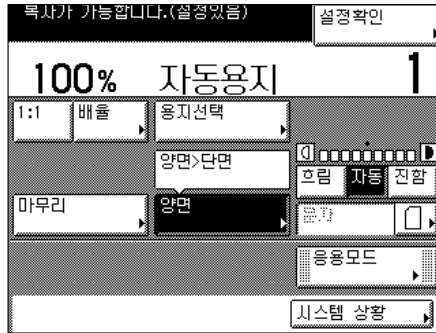 복사가 가능합니다.(설정있음)
설정확인
100% 자동용지 1
1:1 배율 용지선택
양면>단면
흐림 자동 진함
마무리 양면 문자
응용모드
시스템 상황